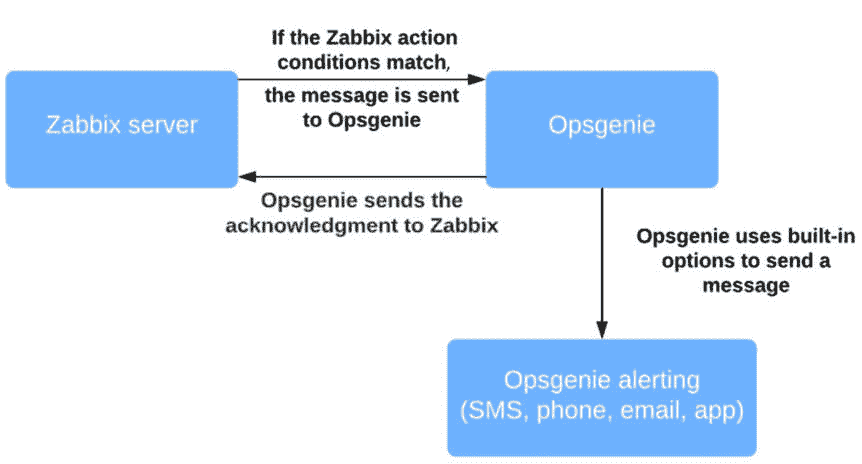 If the Zabbix action
conditions match,
the message is sent
to Opsgenie
Zabbix server
Opsgenie
Opsgenie sends the
acknowledgment to Zabbix
Opsgenie uses built-in
options to send a
message
Opsgenie alerting
(SMS, phone, email, app)